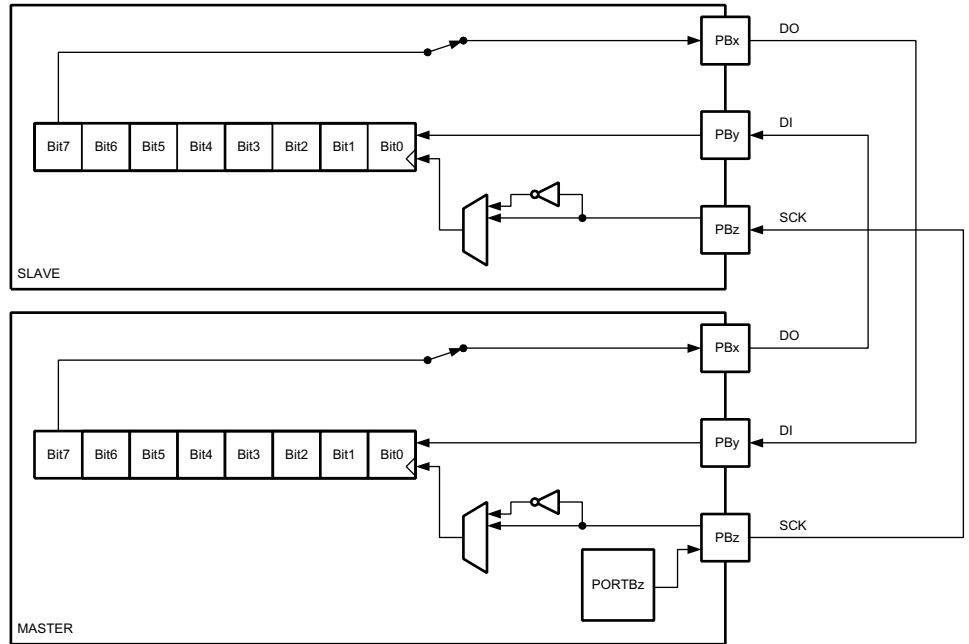 PBx DO
Bit7 Bit6 Bit5 Bit4 Bit3 Bit2 Bit1 Bit0
PBy DI
PBz SCK
SLAVE
PBx DO
Bit7 Bit6 Bit5 Bit4 Bit3 Bit2 Bit1 Bit0
PBy DI
PBz SCK
PORTBz
MASTER